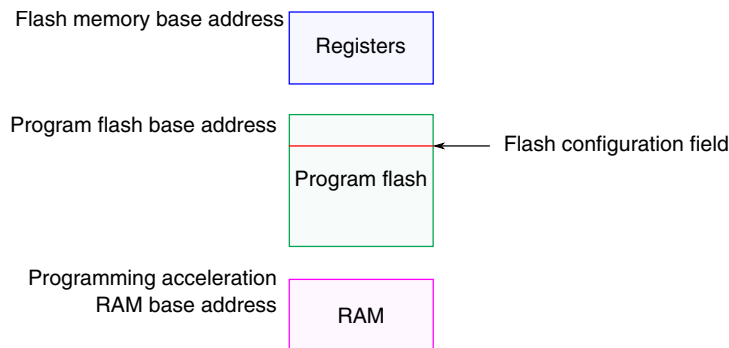 Flash memory base address
Registers
Program flash base address
Flash configuration field
Program flash
Programming acceleration
RAM base address
RAM